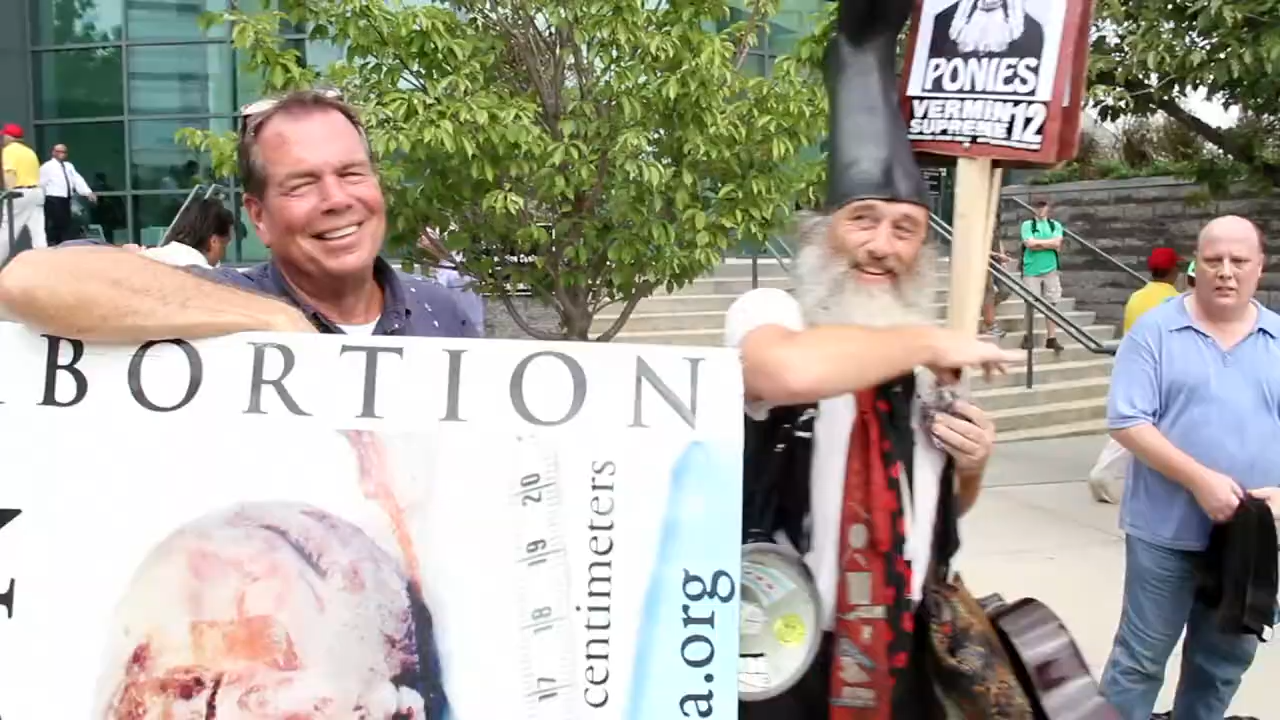 PONIES
VERMIN
SUPREME'12
BORTION
20
19
18
17
centimeters
a.org